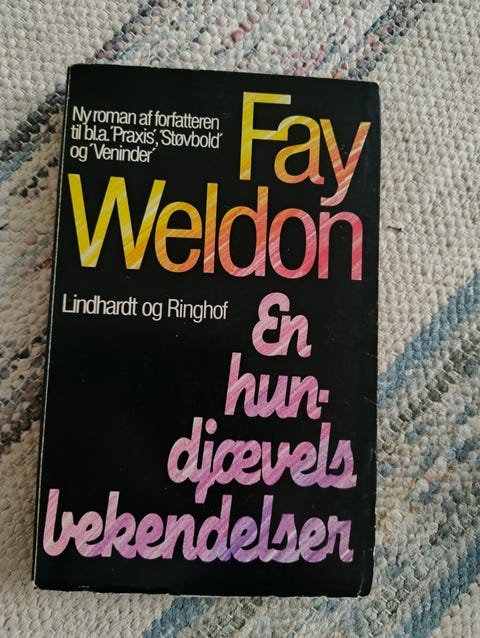 Ny roman af forfatteren
til bl.a. 'Praxis', 'Støvbold'
og 'Veninder'
Fay
Weldon
Lindhardt og Ringhof
En
hun-
djævels
bekendelser